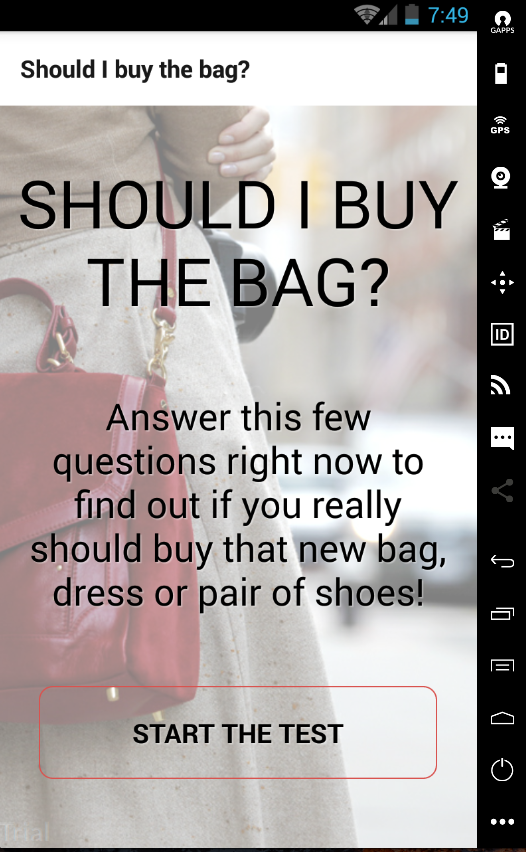 7:49
GAPPS
Should I buy the bag?
GPS
SHOULD I BUY
THE BAG?
ID
Answer this few
questions right now to
find out if you really
should buy that new bag,
dress or pair of shoes!
START THE TEST
Trial